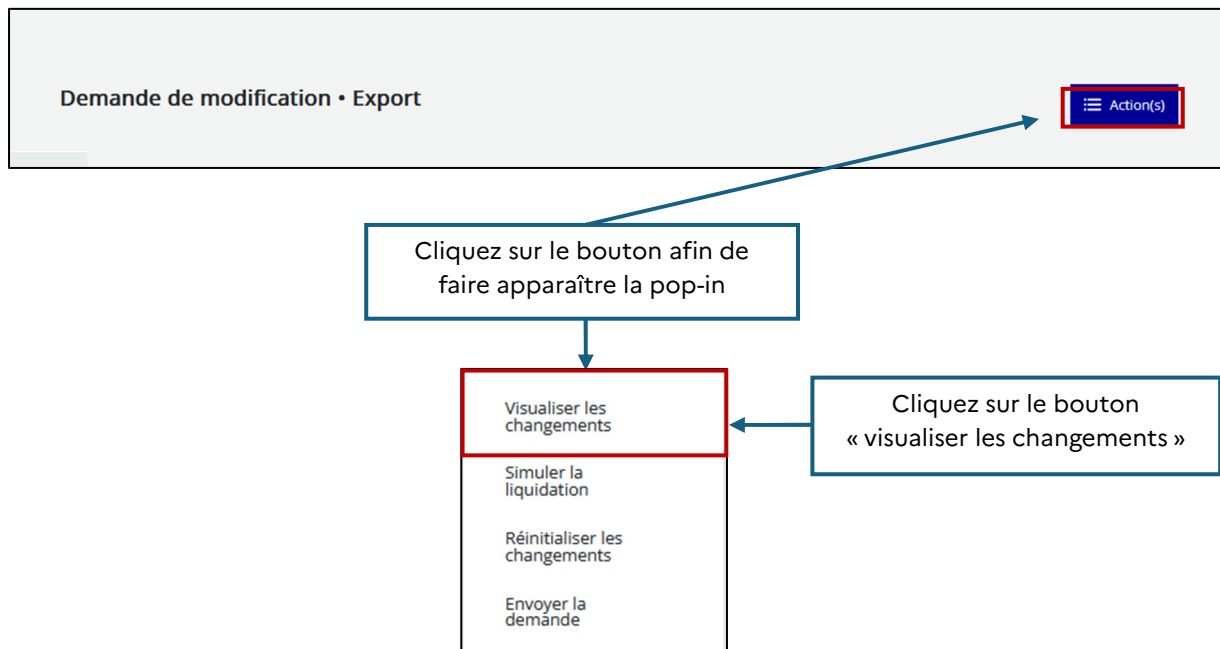 Demande de modification • Export
Action(s)
Cliquez sur le bouton afin de
faire apparaître la pop-in
Visualiser les
changements
Cliquez sur le bouton
« visualiser les changements »
Simuler la
liquidation
Réinitialiser les
changements
Envoyer la
demande